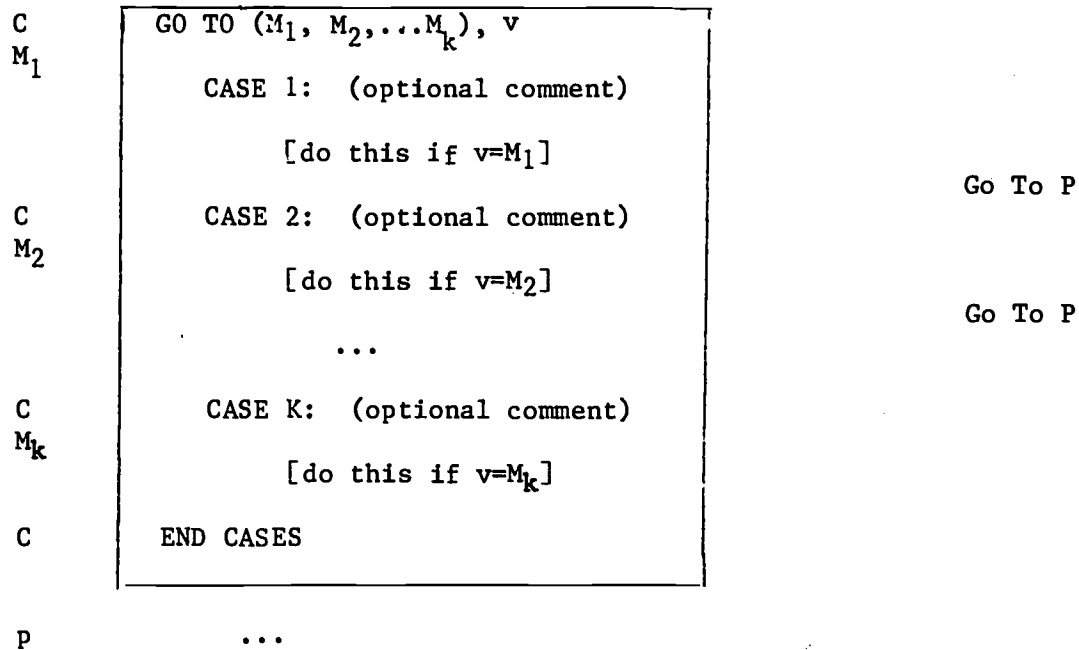 C GO TO (M1, M2,...Mk), v
M1
CASE 1: (optional comment)
[do this if v=M1]
Go To P
C CASE 2: (optional comment)
M2
[do this if v=M2]
Go To P
...
C CASE K: (optional comment)
Mk
[do this if v=Mk]
C END CASES
P ...